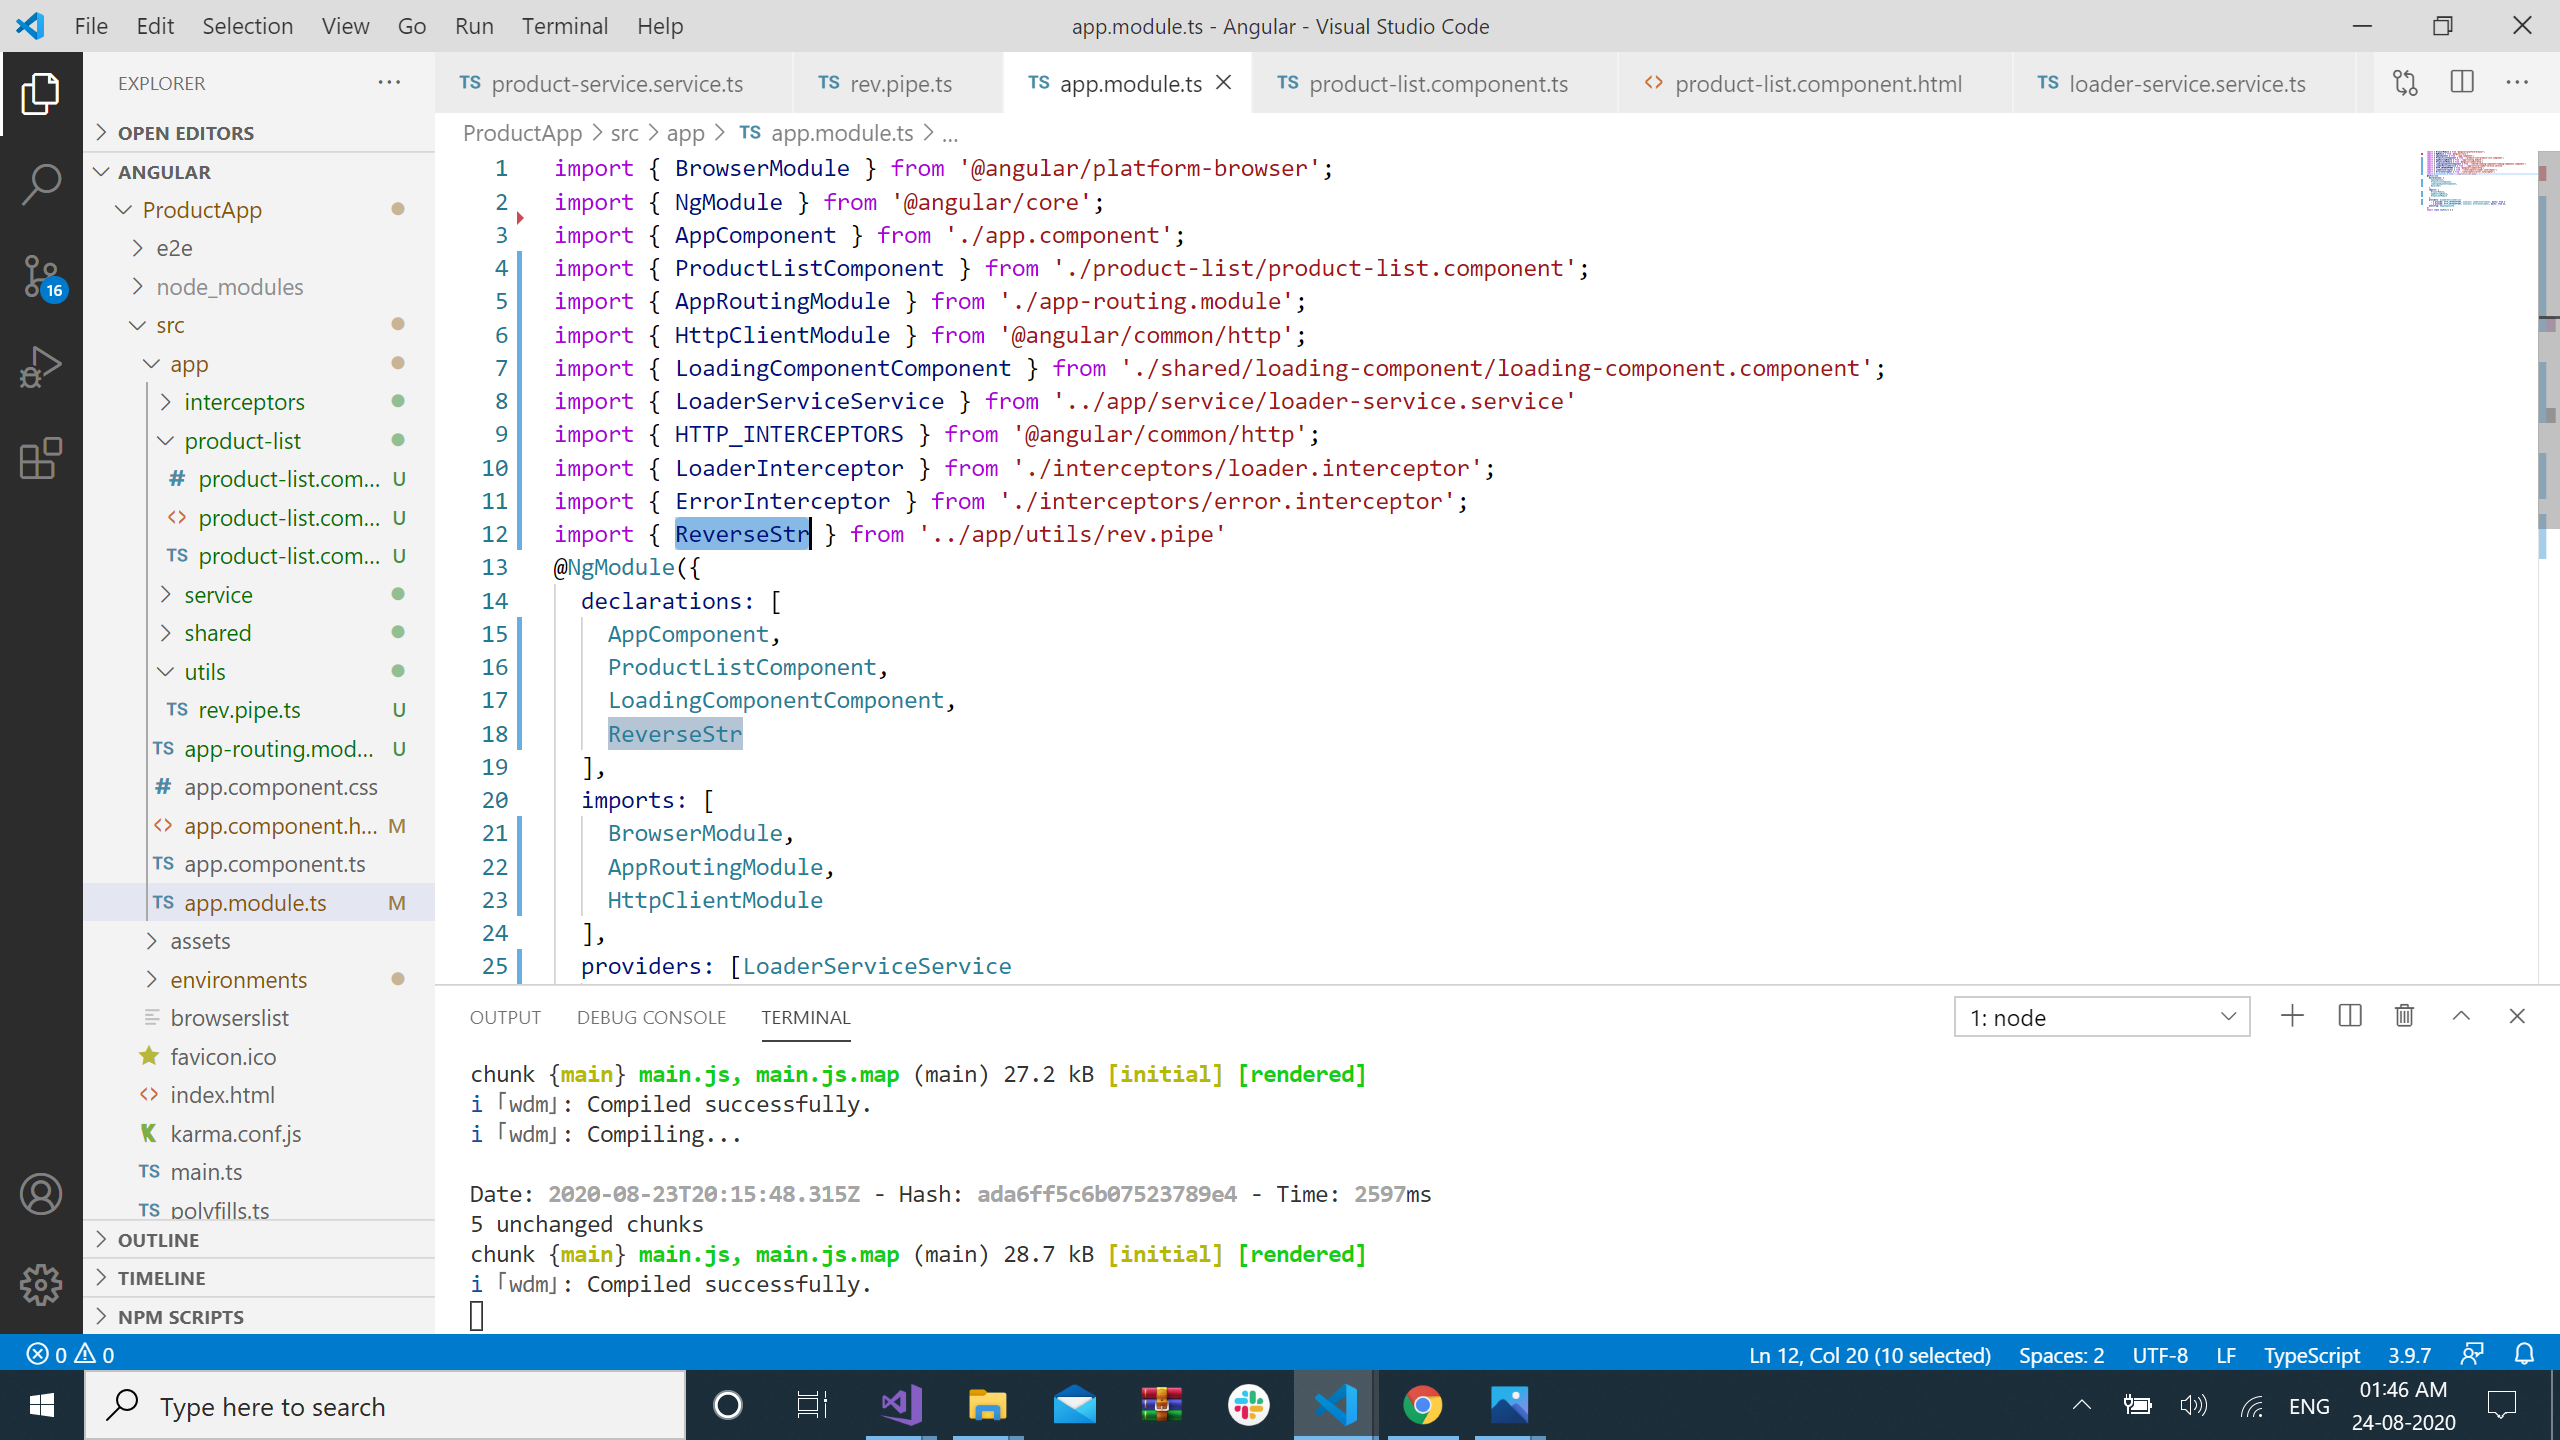 File Edit Selection View Go Run Terminal Help
app.module.ts - Angular - Visual Studio Code
EXPLORER
OPEN EDITORS
ANGULAR
ProductApp
e2e
node_modules
src
app
interceptors
product-list
# product-list.com... U
<> product-list.com... U
TS product-list.com... U
service
shared
utils
TS rev.pipe.ts U
TS app-routing.mod... U
# app.component.css
<> app.component.h... M
TS app.component.ts
TS app.module.ts M
assets
environments
browserslist
favicon.ico
<> index.html
karma.conf.js
TS main.ts
TS polyfills.ts
OUTLINE
TIMELINE
NPM SCRIPTS
16
TS product-service.service.ts TS rev.pipe.ts TS app.module.ts TS product-list.component.ts <> product-list.component.html TS loader-service.service.ts
ProductApp > src > app > TS app.module.ts > ...
1 import { BrowserModule } from '@angular/platform-browser';
2 import { NgModule } from '@angular/core';
3 import { AppComponent } from './app.component';
4 import { ProductListComponent } from './product-list/product-list.component';
5 import { AppRoutingModule } from './app-routing.module';
6 import { HttpClientModule } from '@angular/common/http';
7 import { LoadingComponentComponent } from './shared/loading-component/loading-component.component';
8 import { LoaderServiceService } from '../app/service/loader-service.service'
9 import { HTTP_INTERCEPTORS } from '@angular/common/http';
10 import { LoaderInterceptor } from './interceptors/loader.interceptor';
11 import { ErrorInterceptor } from './interceptors/error.interceptor';
12 import { ReverseStr } from '../app/utils/rev.pipe'
13 @NgModule({
14 declarations: [
15 AppComponent,
16 ProductListComponent,
17 LoadingComponentComponent,
18 ReverseStr
19 ],
20 imports: [
21 BrowserModule,
22 AppRoutingModule,
23 HttpClientModule
24 ],
25 providers: [LoaderServiceService
OUTPUT DEBUG CONSOLE TERMINAL
1: node
chunk {main} main.js, main.js.map (main) 27.2 kB [initial] [rendered]
i ｢wdm｣: Compiled successfully.
i ｢wdm｣: Compiling...
Date: 2020-08-23T20:15:48.315Z - Hash: ada6ff5c6b07523789e4 - Time: 2597ms
5 unchanged chunks
chunk {main} main.js, main.js.map (main) 28.7 kB [initial] [rendered]
i ｢wdm｣: Compiled successfully.
0 0
Ln 12, Col 20 (10 selected) Spaces: 2 UTF-8 LF TypeScript 3.9.7
Type here to search
ENG
01:46 AM
24-08-2020